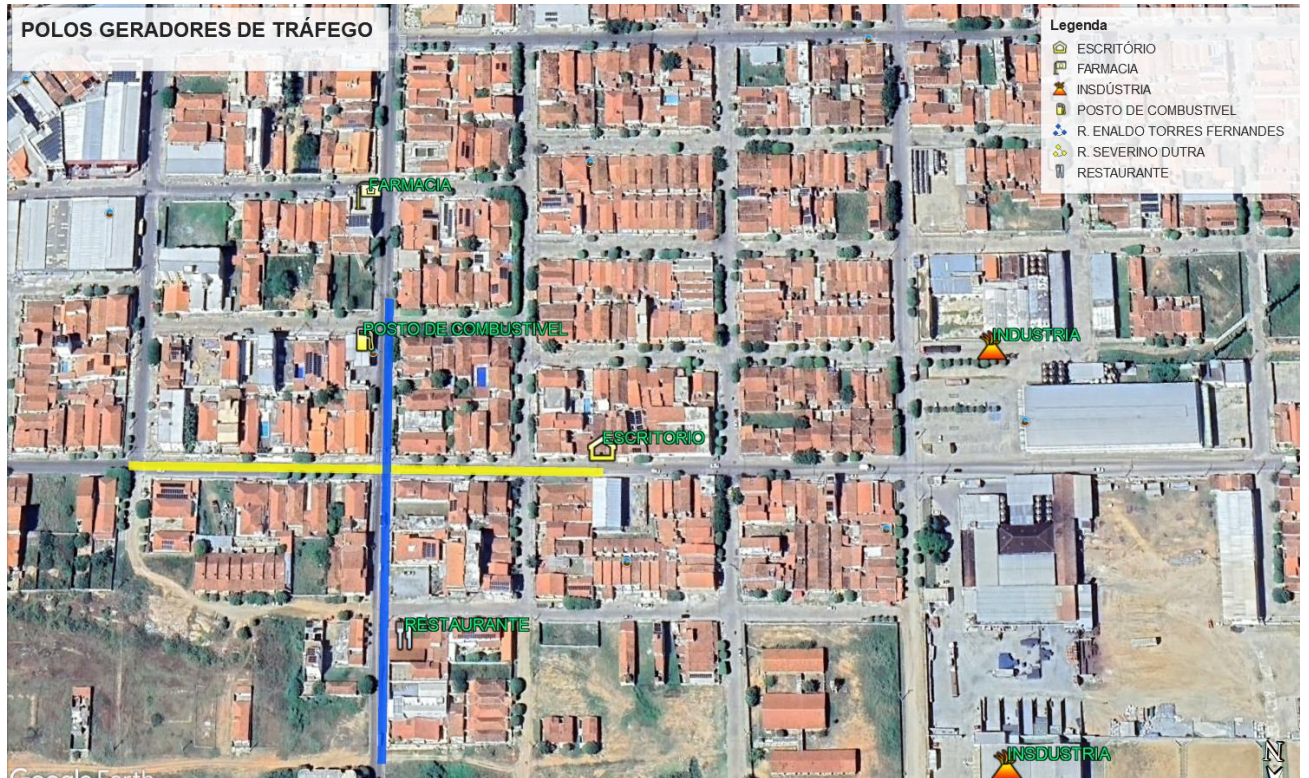 POLOS GERADORES DE TRÁFEGO
Legenda
ESCRITÓRIO
FARMACIA
INSDÚSTRIA
POSTO DE COMBUSTIVEL
R. ENALDO TORRES FERNANDES
R. SEVERINO DUTRA
RESTAURANTE
FARMACIA
POSTO DE COMBUSTIVEL
INDUSTRIA
ESCRITORIO
RESTAURANTE
INSDUSTRIA
N
Google Earth